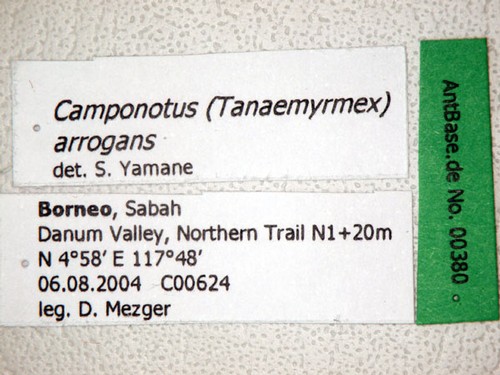 Camponotus (Tanaemyrmex)
arrogans
det. S. Yamane
Borneo, Sabah
Danum Valley, Northern Trail N1+20m
N 4°58′ E 117°48′
06.08.2004 C00624
leg. D. Mezger
AntBase.de No. 00380